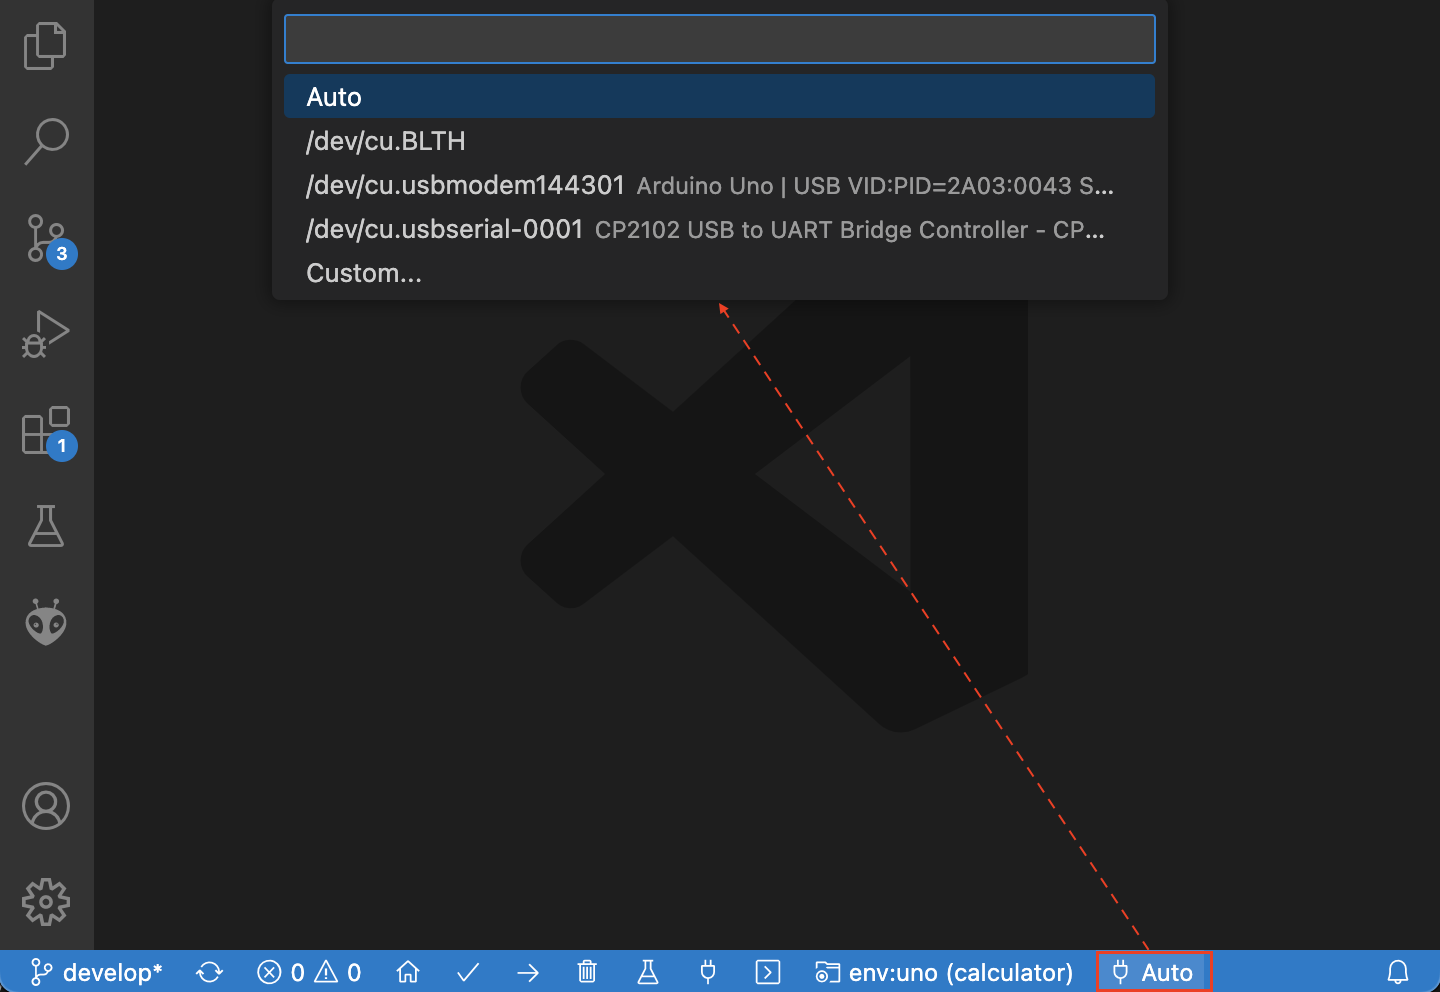 Auto
/dev/cu.BLTH
/dev/cu.usbmodem144301 Arduino Uno | USB VID:PID=2A03:0043 S...
/dev/cu.usbserial-0001 CP2102 USB to UART Bridge Controller - CP...
Custom...
3
1
develop* 0 0 env:uno (calculator) Auto